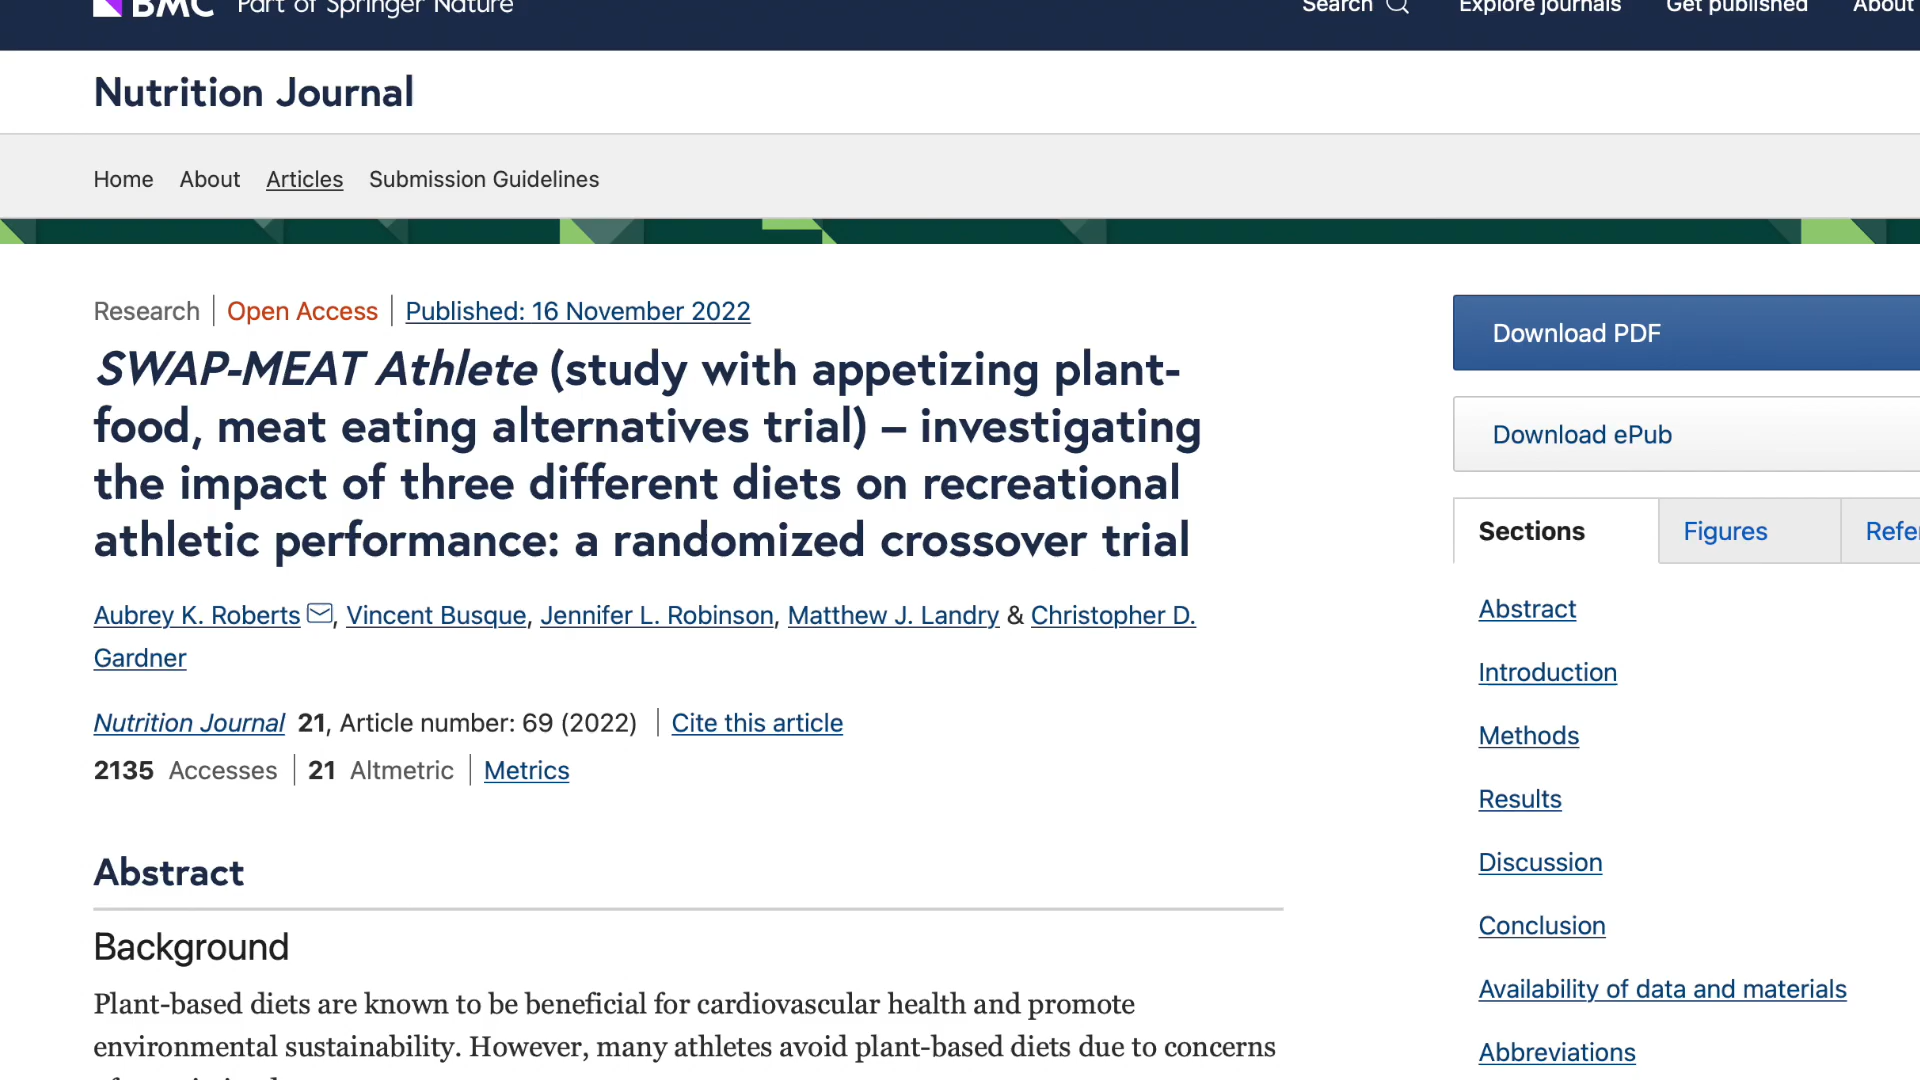 BMC Part of Springer Nature
Search Explore journals Get published About
Nutrition Journal
Home About Articles Submission Guidelines
Research Open Access Published: 16 November 2022
SWAP-MEAT Athlete (study with appetizing plant-
food, meat eating alternatives trial) – investigating
the impact of three different diets on recreational
athletic performance: a randomized crossover trial
Aubrey K. Roberts, Vincent Busque, Jennifer L. Robinson, Matthew J. Landry & Christopher D.
Gardner
Nutrition Journal 21, Article number: 69 (2022) Cite this article
2135 Accesses 21 Altmetric Metrics
Abstract
Background
Plant-based diets are known to be beneficial for cardiovascular health and promote
environmental sustainability. However, many athletes avoid plant-based diets due to concerns
Download PDF
Download ePub
Sections Figures Refe
Abstract
Introduction
Methods
Results
Discussion
Conclusion
Availability of data and materials
Abbreviations